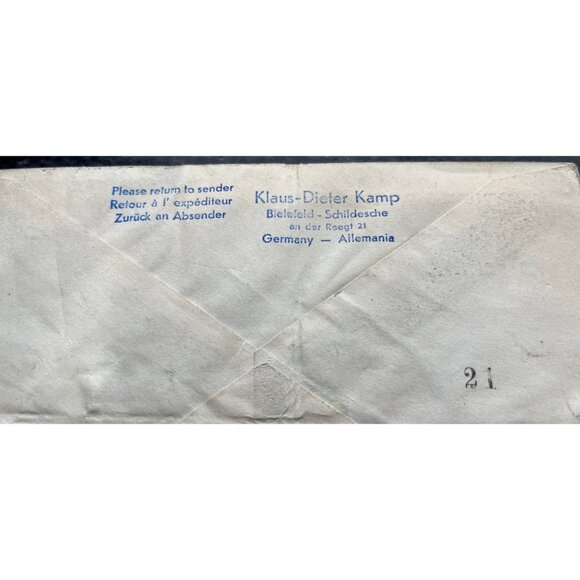 Please return to sender
Retour à l' expéditeur
Zurück an Absender
Klaus-Dieter Kamp
Bielefeld - Schildesche
an der Reegt 21
Germany — Allemania
21